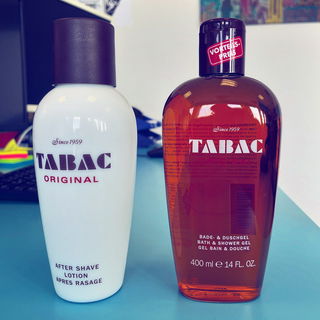 Since 1959
TABAC
ORIGINAL
AFTER SHAVE
LOTION
APRÈS RASAGE
VORTEILS-
PREIS
Since 1959
TABAC
BADE- & DUSCHGEL
BATH & SHOWER GEL
GEL BAIN & DOUCHE
400 ml ℮ 14 FL. OZ.